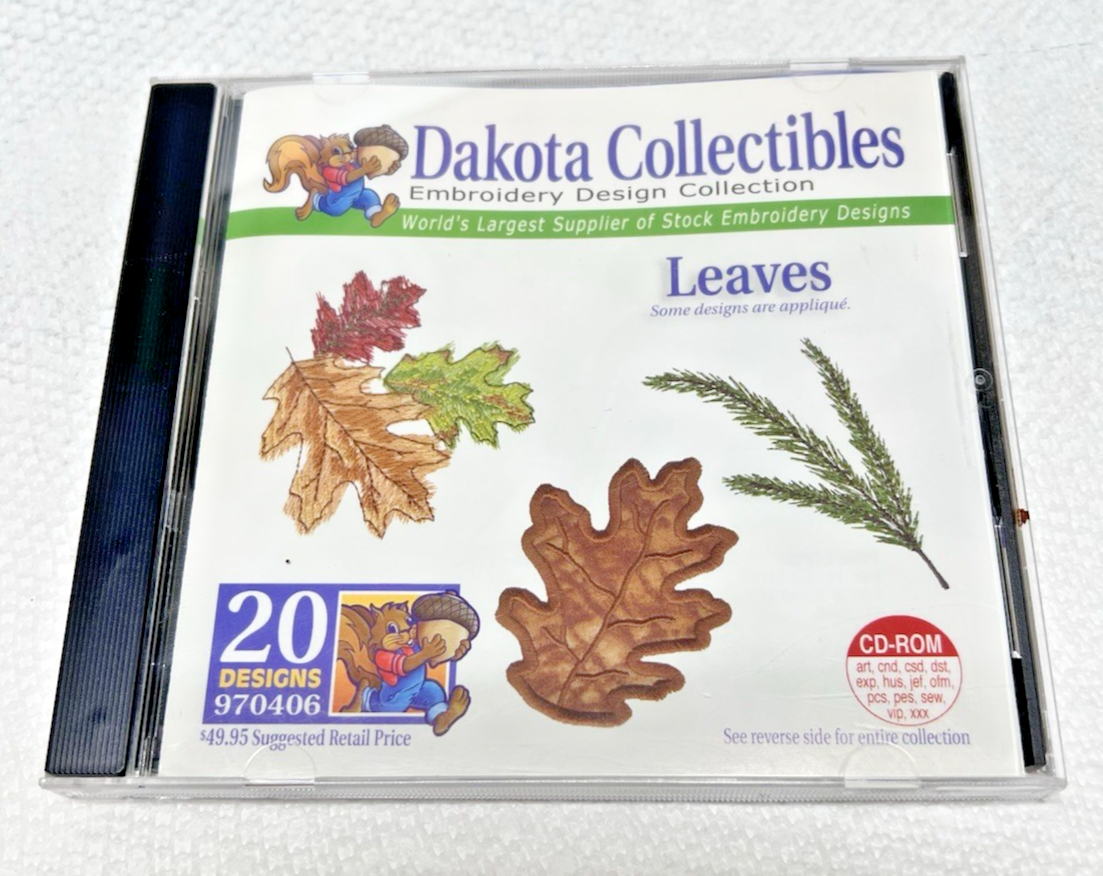 Dakota Collectibles
Embroidery Design Collection
World's Largest Supplier of Stock Embroidery Designs
Leaves
Some designs are appliqué.
20
DESIGNS
970406
$49.95 Suggested Retail Price
CD-ROM
art, cnd, csd, dst,
exp, hus, jef, ofm,
pcs, pes, sew,
vip, xxx
See reverse side for entire collection